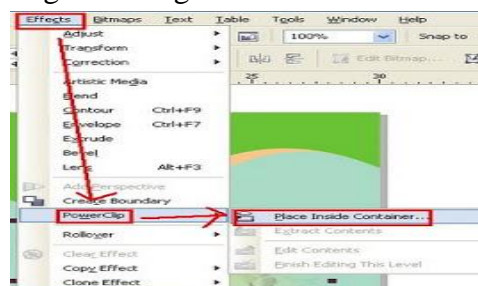 Effects Bitmaps Text Table Tools Window Help
Adjust
100%
Snap to
Transform
Correction
Edit Bitmap...
Artistic Media
25 30
Blend
Contour Ctrl+F9
Envelope Ctrl+F7
Extrude
Bevel
Lens Alt+F3
Add Perspective
Create Boundary
PowerClip
Place Inside Container...
Rollover
Extract Contents
Clear Effect
Edit Contents
Copy Effect
Finish Editing This Level
Clone Effect